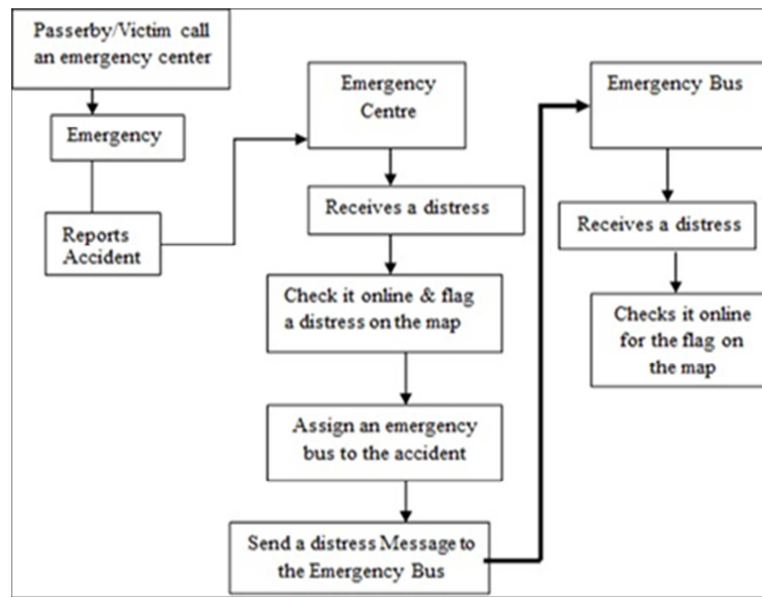 Passerby/Victim call
an emergency center
Emergency
Reports
Accident
Emergency
Centre
Receives a distress
Check it online & flag
a distress on the map
Assign an emergency
bus to the accident
Send a distress Message to
the Emergency Bus
Emergency Bus
Receives a distress
Checks it online
for the flag on
the map